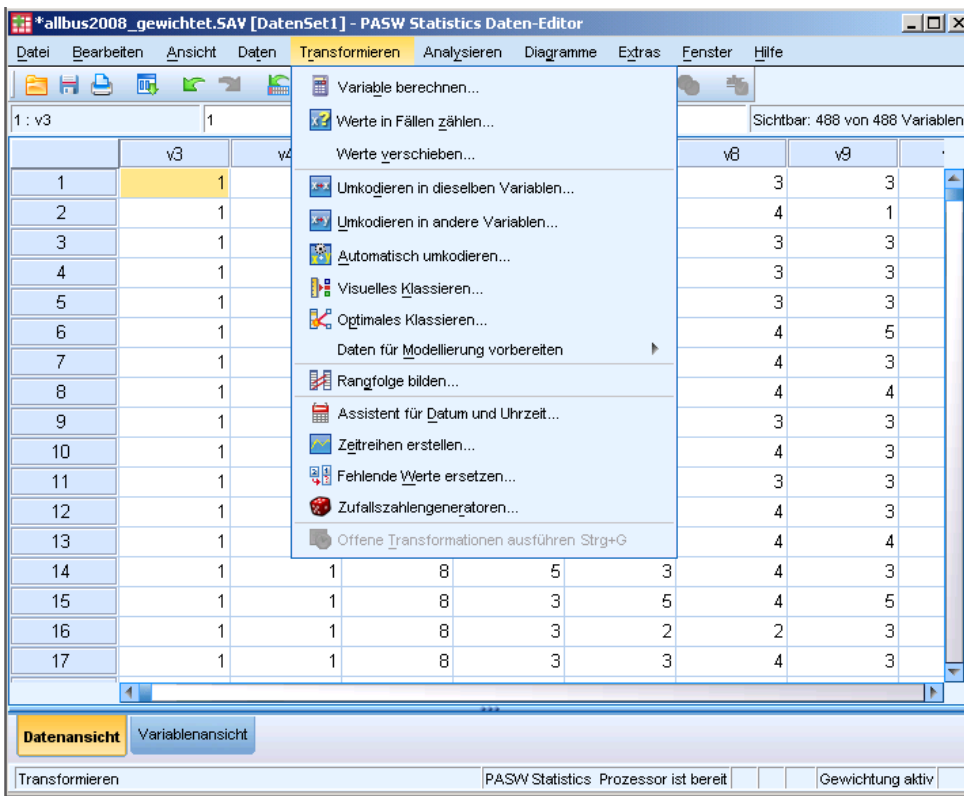 *allbus2008_gewichtet.SAV [DatenSet1] - PASW Statistics Daten-Editor
Datei Bearbeiten Ansicht Daten Transformieren Analysieren Diagramme Extras Fenster Hilfe
1 : v3 1 Sichtbar: 488 von 488 Variablen
Variable berechnen...
Werte in Fällen zählen...
Werte verschieben...
Umkodieren in dieselben Variablen...
Umkodieren in andere Variablen...
Automatisch umkodieren...
Visuelles Klassieren...
Optimales Klassieren...
Daten für Modellierung vorbereiten
Rangfolge bilden...
Assistent für Datum und Uhrzeit...
Zeitreihen erstellen...
Fehlende Werte ersetzen...
Zufallszahlengeneratoren...
Offene Transformationen ausführen Strg+G
v3 v4 v8 v9
1 1 3 3
2 1 4 1
3 1 3 3
4 1 3 3
5 1 3 3
6 1 4 5
7 1 4 3
8 1 4 4
9 1 3 3
10 1 4 3
11 1 3 3
12 1 4 3
13 1 4 4
14 1 1 8 5 3 4 3
15 1 1 8 3 5 4 5
16 1 1 8 3 2 2 3
17 1 1 8 3 3 4 3
Datenansicht Variablenansicht
Transformieren PASW Statistics Prozessor ist bereit Gewichtung aktiv